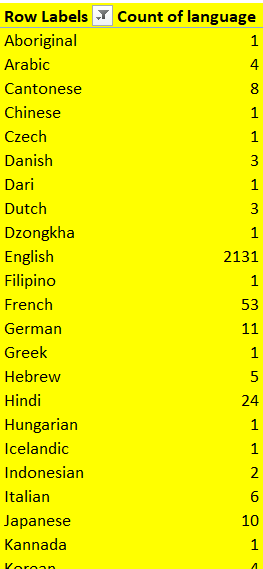 Row Labels Count of language
Aboriginal 1
Arabic 4
Cantonese 8
Chinese 1
Czech 1
Danish 3
Dari 1
Dutch 3
Dzongkha 1
English 2131
Filipino 1
French 53
German 11
Greek 1
Hebrew 5
Hindi 24
Hungarian 1
Icelandic 1
Indonesian 2
Italian 6
Japanese 10
Kannada 1
Korean 4